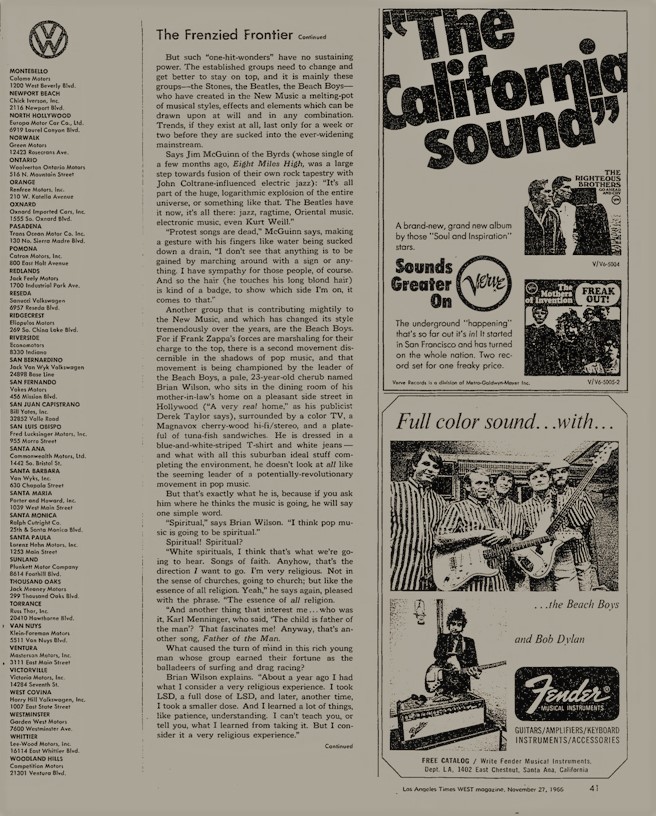 MONTEBELLO
Colome Motors
1200 West Beverly Blvd.
NEWPORT BEACH
Chick Iverson, Inc.
2116 Newport Blvd.
NORTH HOLLYWOOD
Europa Motor Car Co., Ltd.
6919 Laurel Canyon Blvd.
NORWALK
Green Motors
12423 Rosecrans Ave.
ONTARIO
Woolverton Ontario Motors
516 N. Mountain Street
ORANGE
Renfree Motors, Inc.
210 W. Katella Avenue
OXNARD
Oxnard Imported Cars, Inc.
1555 So. Oxnard Blvd.
PASADENA
Trans Ocean Motor Co. Inc.
130 No. Sierra Madre Blvd.
POMONA
Catron Motors, Inc.
600 East Holt Avenue
REDLANDS
Jack Feely Motors
1700 Industrial Park Ave.
RESEDA
Seneval Volkswagen
6957 Reseda Blvd.
RIDGECREST
Illiapolus Motors
269 So. China Lake Blvd.
RIVERSIDE
Econometers
8330 Indiana
SAN BERNARDINO
Jack Van Wyk Volkswagen
24898 Base Line
SAN FERNANDO
Vokes Motors
456 Mission Blvd.
SAN JUAN CAPISTRANO
Bill Yates, Inc.
32852 Valle Road
SAN LUIS OBISPO
Fred Lucksinger Motors, Inc.
955 Morro Street
SANTA ANA
Commonwealth Motors, Ltd.
1442 So. Bristol St.
SANTA BARBARA
Van Wyks, Inc.
630 Chapala Street
SANTA MARIA
Porter and Howard, Inc.
1039 West Main Street
SANTA MONICA
Ralph Cutright Co.
25th & Santa Monica Blvd.
SANTA PAULA
Lorenz Hohn Motors, Inc.
1253 Main Street
SUNLAND
Plunkett Motor Company
8614 Foothill Blvd.
THOUSAND OAKS
Jack Mooney Motors
299 Thousand Oaks Blvd.
TORRANCE
Russ Thor, Inc.
20410 Hawthorne Blvd.
VAN NUYS
Klein-Foreman Motors
5511 Van Nuys Blvd.
VENTURA
Masterson Motors, Inc.
3111 East Main Street
VICTORVILLE
Victoria Motors, Inc.
14284 Seventh St.
WEST COVINA
Harry Hill Volkswagen, Inc.
1007 East State Street
WESTMINSTER
Garden West Motors
7600 Westminster Ave.
WHITTIER
Lee-Wood Motors, Inc.
16114 East Whittier Blvd.
WOODLAND HILLS
Competition Motors
21301 Ventura Blvd.
The Frenzied Frontier Continued
But such "one-hit-wonders" have no sustaining
power. The established groups need to change and
get better to stay on top, and it is mainly these
groups—the Stones, the Beatles, the Beach Boys—
who have created in the New Music a melting-pot
of musical styles, effects and elements which can be
drawn upon at will and in any combination.
Trends, if they exist at all, last only for a week or
two before they are sucked into the ever-widening
mainstream.
Says Jim McGuinn of the Byrds (whose single of
a few months ago, Eight Miles High, was a large
step towards fusion of their own rock tapestry with
John Coltrane-influenced electric jazz): "It's all
part of the huge, logarithmic explosion of the entire
universe, or something like that. The Beatles have
it now, it's all there: jazz, ragtime, Oriental music,
electronic music, even Kurt Weill."
"Protest songs are dead," McGuinn says, making
a gesture with his fingers like water being sucked
down a drain, "I don't see that anything is to be
gained by marching around with a sign or any-
thing. I have sympathy for those people, of course.
And so the hair (he touches his long blond hair)
is kind of a badge, to show which side I'm on, it
comes to that."
Another group that is contributing mightily to
the New Music, and which has changed its style
tremendously over the years, are the Beach Boys.
For if Frank Zappa's forces are marshaling for their
charge to the top, there is a second movement dis-
cernible in the shadows of pop music, and that
movement is being championed by the leader of
the Beach Boys, a pale, 23-year-old cherub named
Brian Wilson, who sits in the dining room of his
mother-in-law's home on a pleasant side street in
Hollywood ("A very real home," as his publicist
Derek Taylor says), surrounded by a color TV, a
Magnavox cherry-wood hi-fi/stereo, and a plate-
ful of tuna-fish sandwiches. He is dressed in a
blue-and-white-striped T-shirt and white jeans—
and what with all this suburban ideal stuff com-
pleting the environment, he doesn't look at all like
the seeming leader of a potentially-revolutionary
movement in pop music.
But that's exactly what he is, because if you ask
him where he thinks the music is going, he will say
one simple word.
"Spiritual," says Brian Wilson. "I think pop mu-
sic is going to be spiritual."
Spiritual! Spiritual?
"White spirituals, I think that's what we're go-
ing to hear. Songs of faith. Anyhow, that's the
direction I want to go. I'm very religious. Not in
the sense of churches, going to church; but like the
essence of all religion. Yeah," he says again, pleased
with the phrase. "The essence of all religion.
"And another thing that interest me...who was
it, Karl Menninger, who said, 'The child is father of
the man'? That fascinates me! Anyway, that's an-
other song, Father of the Man.
What caused the turn of mind in this rich young
man whose group earned their fortune as the
balladeers of surfing and drag racing?
Brian Wilson explains. "About a year ago I had
what I consider a very religious experience. I took
LSD, a full dose of LSD, and later, another time,
I took a smaller dose. And I learned a lot of things,
like patience, understanding. I can't teach you, or
tell you, what I learned from taking it. But I con-
sider it a very religious experience."
Continued
"The
California
sound"
THE
RIGHTEOUS
BROTHERS
A brand-new, grand new album
by those "Soul and Inspiration"
stars.
V/V6-5004
Sounds
Greater
On
Verve
The Mothers
of Invention
FREAK
OUT!
The underground "happening"
that's so far out it's in! It started
in San Francisco and has turned
on the whole nation. Two rec-
ord set for one freaky price.
Verve Records is a division of Metro-Goldwyn-Mayer Inc.
V/V6-5005-2
Full color sound...with...
...the Beach Boys
and Bob Dylan
Fender
MUSICAL INSTRUMENTS
GUITARS/AMPLIFIERS/KEYBOARD
INSTRUMENTS/ACCESSORIES
FREE CATALOG / Write Fender Musical Instruments,
Dept. LA, 1402 East Chestnut, Santa Ana, California
Los Angeles Times WEST magazine, November 27, 1966 41